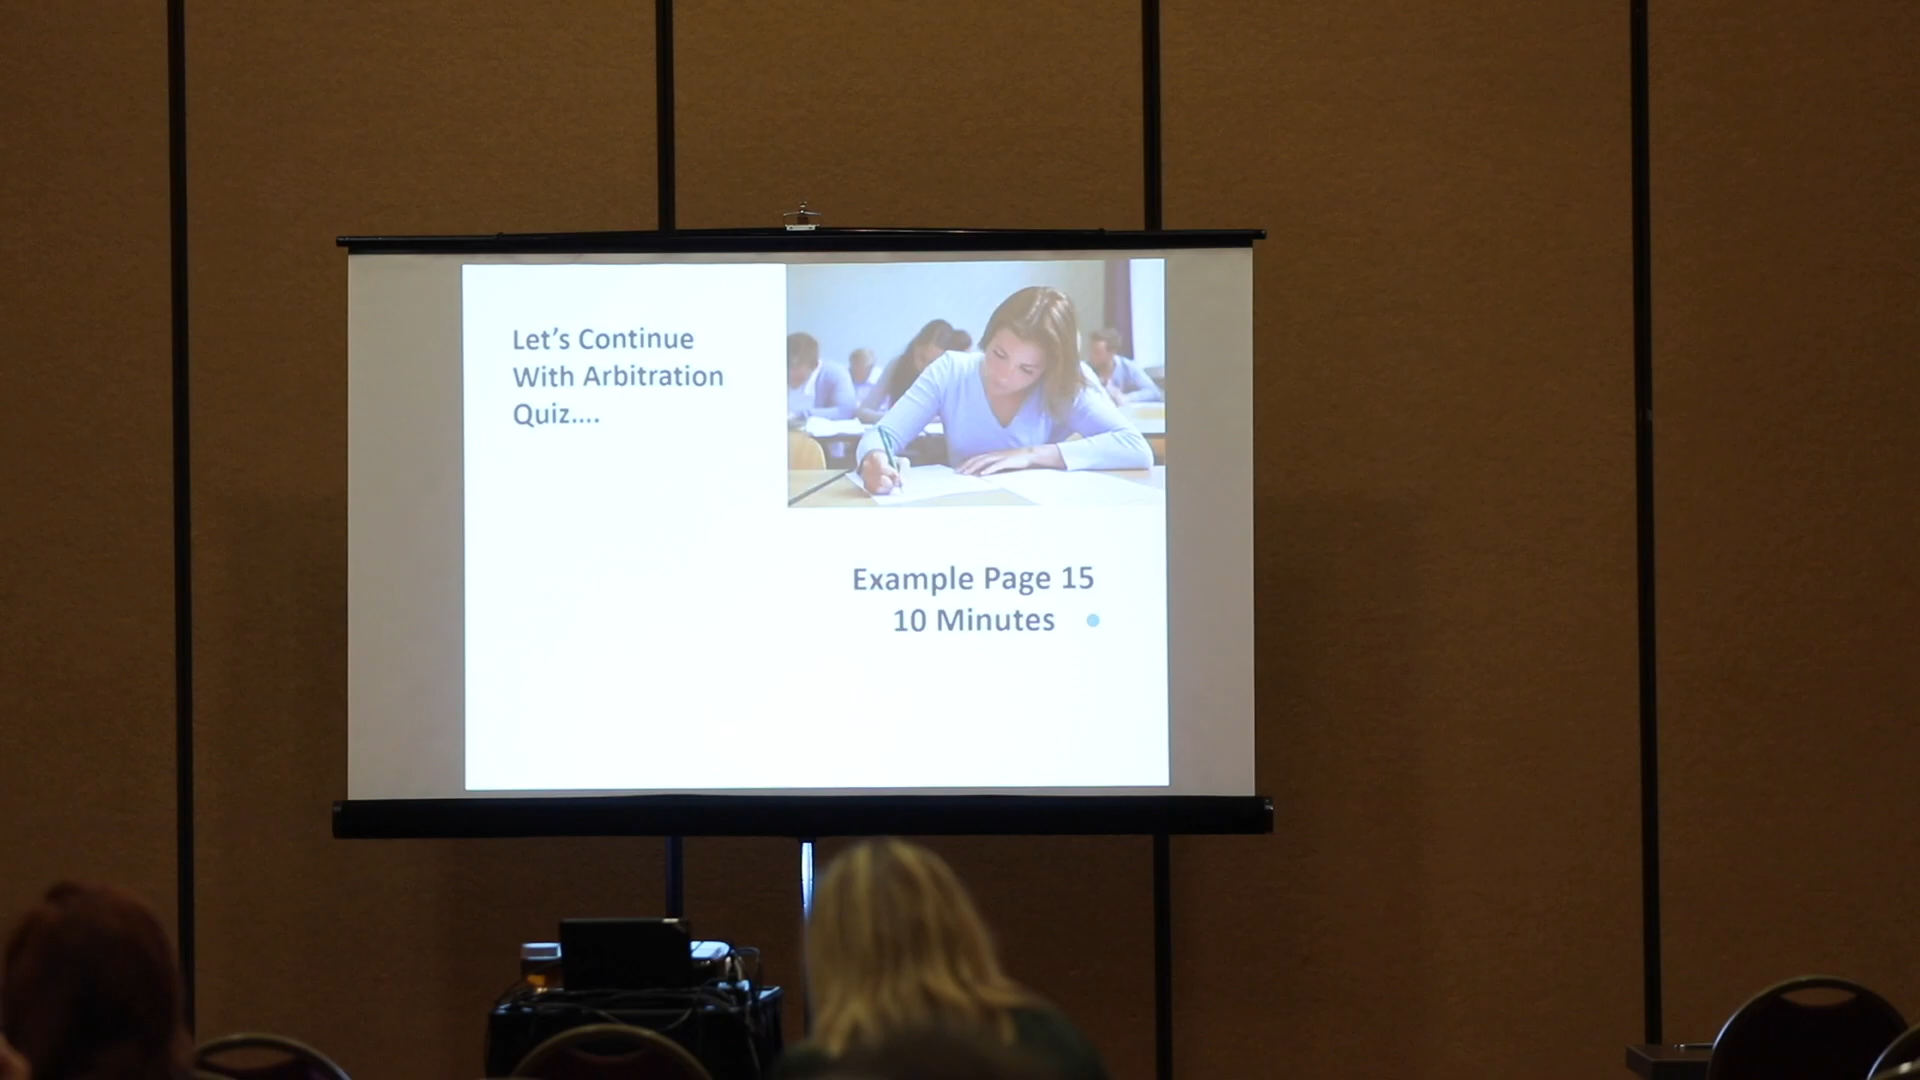 Let's Continue
With Arbitration
Quiz....
Example Page 15
10 Minutes